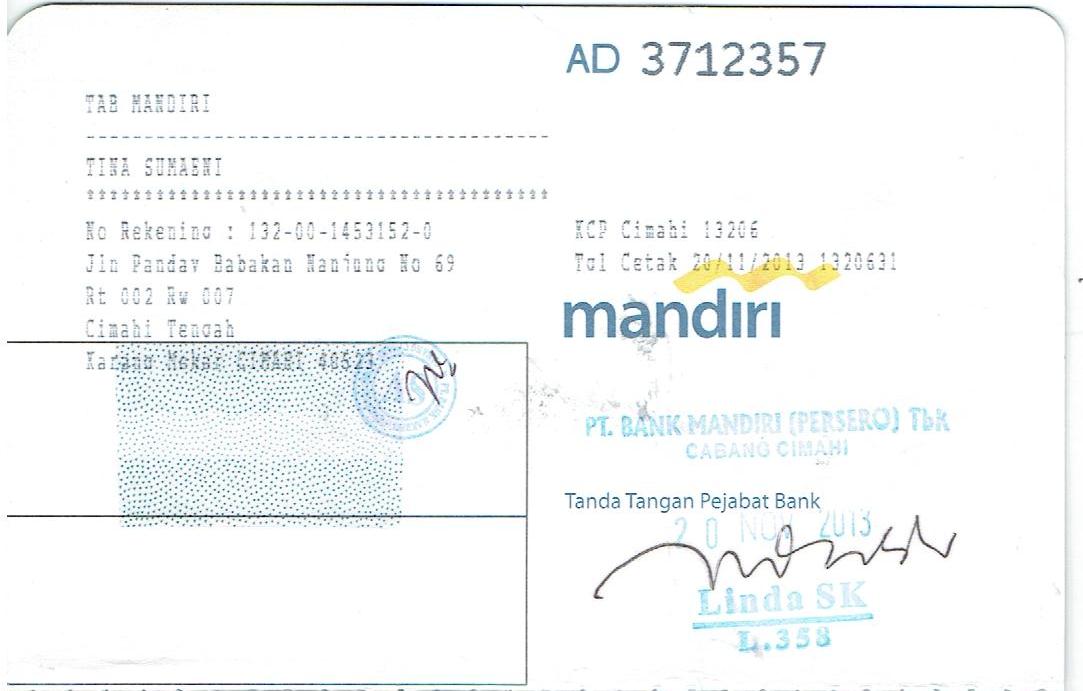 AD 3712357
TAB MANDIRI
TINA SUMAENI
No Rekening : 132-00-1453152-0
Jln Panday Babakan Nanjung No 69
Rt 002 Rw 007
Cimahi Tengah
Karang Mekar CIMAHI 40523
KCP Cimahi 13206
Tgl Cetak 20/11/2013 1320631
mandiri
PT. BANK MANDIRI (PERSERO) Tbk
CABANG CIMAHI
Tanda Tangan Pejabat Bank
20 NOV 2013
Linda SK
L.358